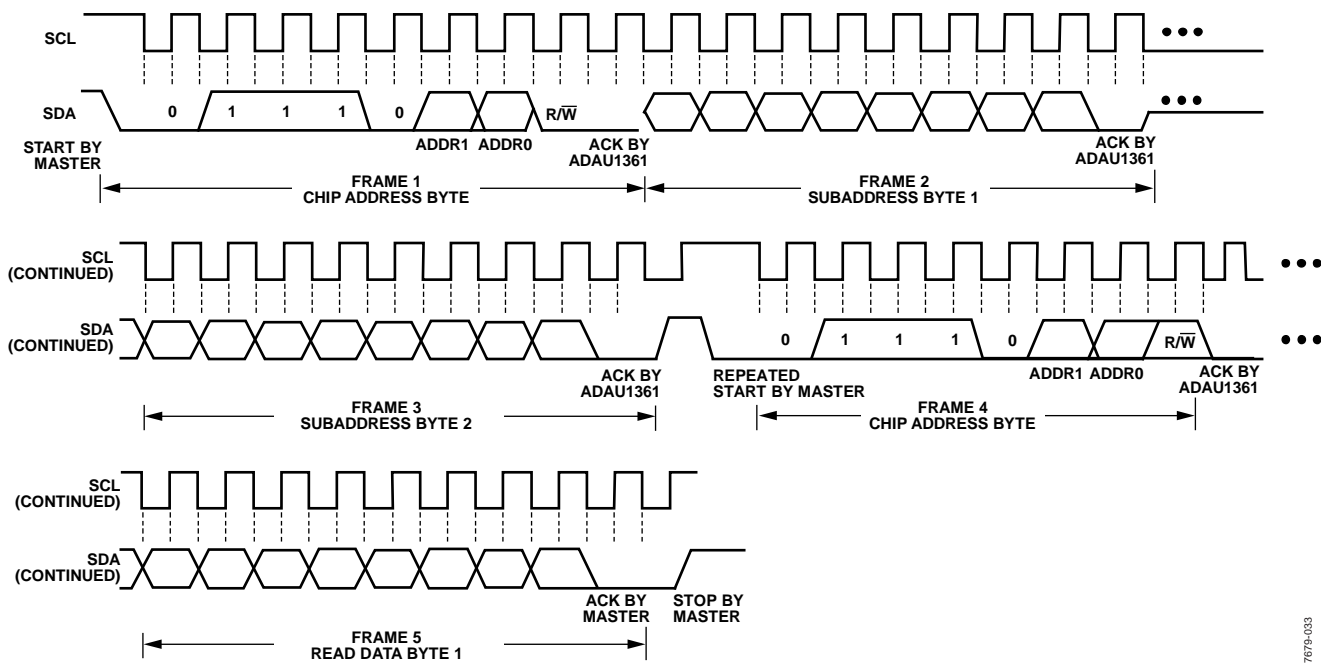 SCL
SDA
0 1 1 1 0 R/W̅
START BY
MASTER
ADDR1 ADDR0
ACK BY
ADAU1361
ACK BY
ADAU1361
FRAME 1
CHIP ADDRESS BYTE
FRAME 2
SUBADDRESS BYTE 1
SCL
(CONTINUED)
SDA
(CONTINUED)
0 1 1 1 0 R/W̅
ACK BY
ADAU1361
REPEATED
START BY MASTER
ADDR1 ADDR0
ACK BY
ADAU1361
FRAME 3
SUBADDRESS BYTE 2
FRAME 4
CHIP ADDRESS BYTE
SCL
(CONTINUED)
SDA
(CONTINUED)
ACK BY
MASTER
STOP BY
MASTER
FRAME 5
READ DATA BYTE 1
7679-033